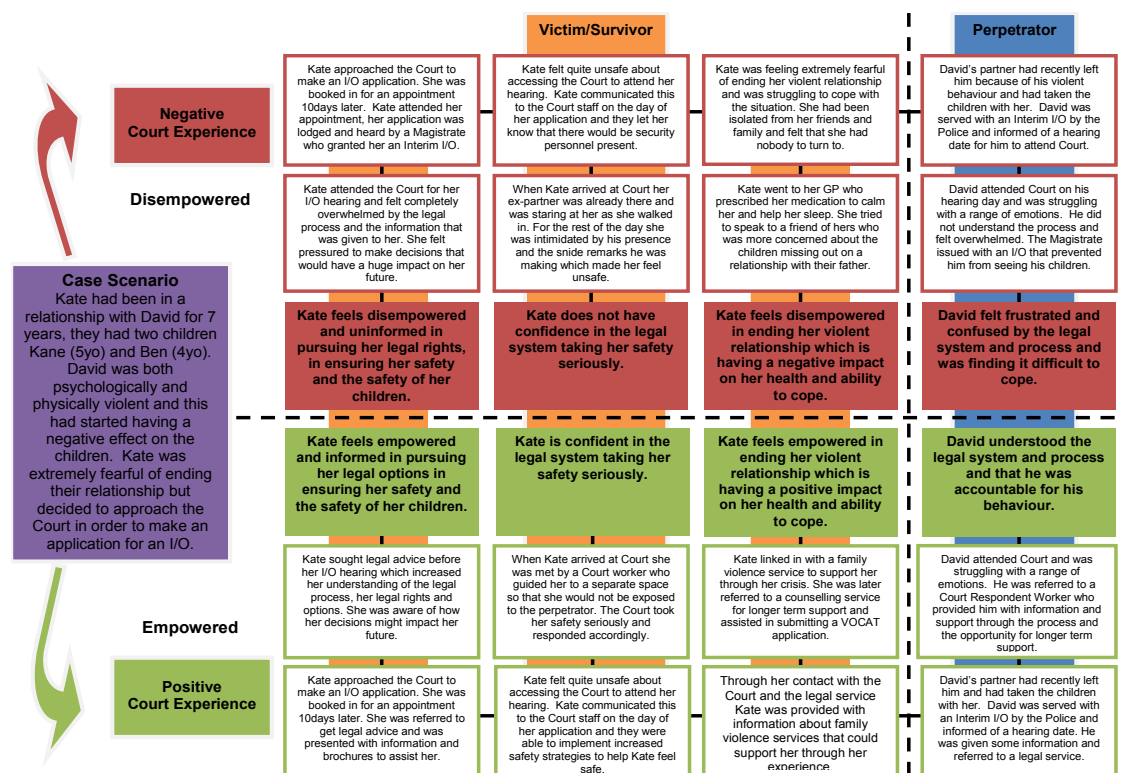 Victim/Survivor
Perpetrator
Negative
Court Experience
Kate approached the Court to
make an I/O application. She was
booked in for an appointment
10days later.  Kate attended her
appointment, her application was
lodged and heard by a Magistrate
who granted her an Interim I/O.
Kate felt quite unsafe about
accessing the Court to attend her
hearing.  Kate communicated this
to the Court staff on the day of
her application and they let her
know that there would be security
personnel present.
Kate was feeling extremely fearful
of ending her violent relationship
and was struggling to cope with
the situation. She had been
isolated from her friends and
family and felt that she had
nobody to turn to.
David's partner had recently left
him because of his violent
behaviour and had taken the
children with her.  David was
served with an Interim I/O by the
Police and informed of a hearing
date for him to attend Court.
Disempowered
Kate attended the Court for her
I/O hearing and felt completely
overwhelmed by the legal
process and the information that
was given to her. She felt
pressured to make decisions that
would have a huge impact on her
future.
When Kate arrived at Court her
ex-partner was already there and
was staring at her as she walked
in. For the rest of the day she
was intimidated by his presence
and the snide remarks he was
making which made her feel
unsafe.
Kate went to her GP who
prescribed her medication to calm
her and help her sleep. She tried
to speak to a friend of hers who
was more concerned about the
children missing out on a
relationship with their father.
David attended Court on his
hearing day and was struggling
with a range of emotions.  He did
not understand the process and
felt overwhelmed. The Magistrate
issued with an I/O that prevented
him from seeing his children.
Case Scenario
Kate had been in a
relationship with David for 7
years, they had two children
Kane (5yo) and Ben (4yo).
David was both
psychologically and
physically violent and this
had started having a
negative effect on the
children.  Kate was
extremely fearful of ending
their relationship but
decided to approach the
Court in order to make an
application for an I/O.
Kate feels disempowered
and uninformed in
pursuing her legal rights,
in ensuring her safety
and the safety of her
children.
Kate does not have
confidence in the legal
system taking her safety
seriously.
Kate feels disempowered
in ending her violent
relationship which is
having a negative impact
on her health and ability
to cope.
David felt frustrated and
confused by the legal
system and process and
was finding it difficult to
cope.
Kate feels empowered
and informed in pursuing
her legal options in
ensuring her safety and
the safety of her children.
Kate is confident in the
legal system taking her
safety seriously.
Kate feels empowered in
ending her violent
relationship which is
having a positive impact
on her health and ability
to cope.
David understood the
legal system and process
and that he was
accountable for his
behaviour.
Empowered
Kate sought legal advice before
her I/O hearing which increased
her understanding of the legal
process, her legal rights and
options. She was aware of how
her decisions might impact her
future.
When Kate arrived at Court she
was met by a Court worker who
guided her to a separate space
so that she would not be exposed
to the perpetrator. The Court took
her safety seriously and
responded accordingly.
Kate linked in with a family
violence service to support her
through her crisis. She was later
referred to a counselling service
for longer term support and
assisted in submitting a VOCAT
application.
David attended Court and was
struggling with a range of
emotions.  He was referred to a
Court Respondent Worker who
provided him with information and
support through the process and
the opportunity for longer term
support.
Positive
Court Experience
Kate approached the Court to
make an I/O application. She was
booked in for an appointment
10days later. She was referred to
get legal advice and was
presented with information and
brochures to assist her.
Kate felt quite unsafe about
accessing the Court to attend her
hearing.  Kate communicated this
to the Court staff on the day of
her application and they were
able to implement increased
safety strategies to help Kate feel
safe.
Through her contact with the
Court and the legal service
Kate was provided with
information about family
violence services that could
support her through her
experience.
David's partner had recently left
him and had taken the children
with her.  David was served with
an Interim I/O by the Police and
informed of a hearing date. He
was given some information and
referred to a legal service.